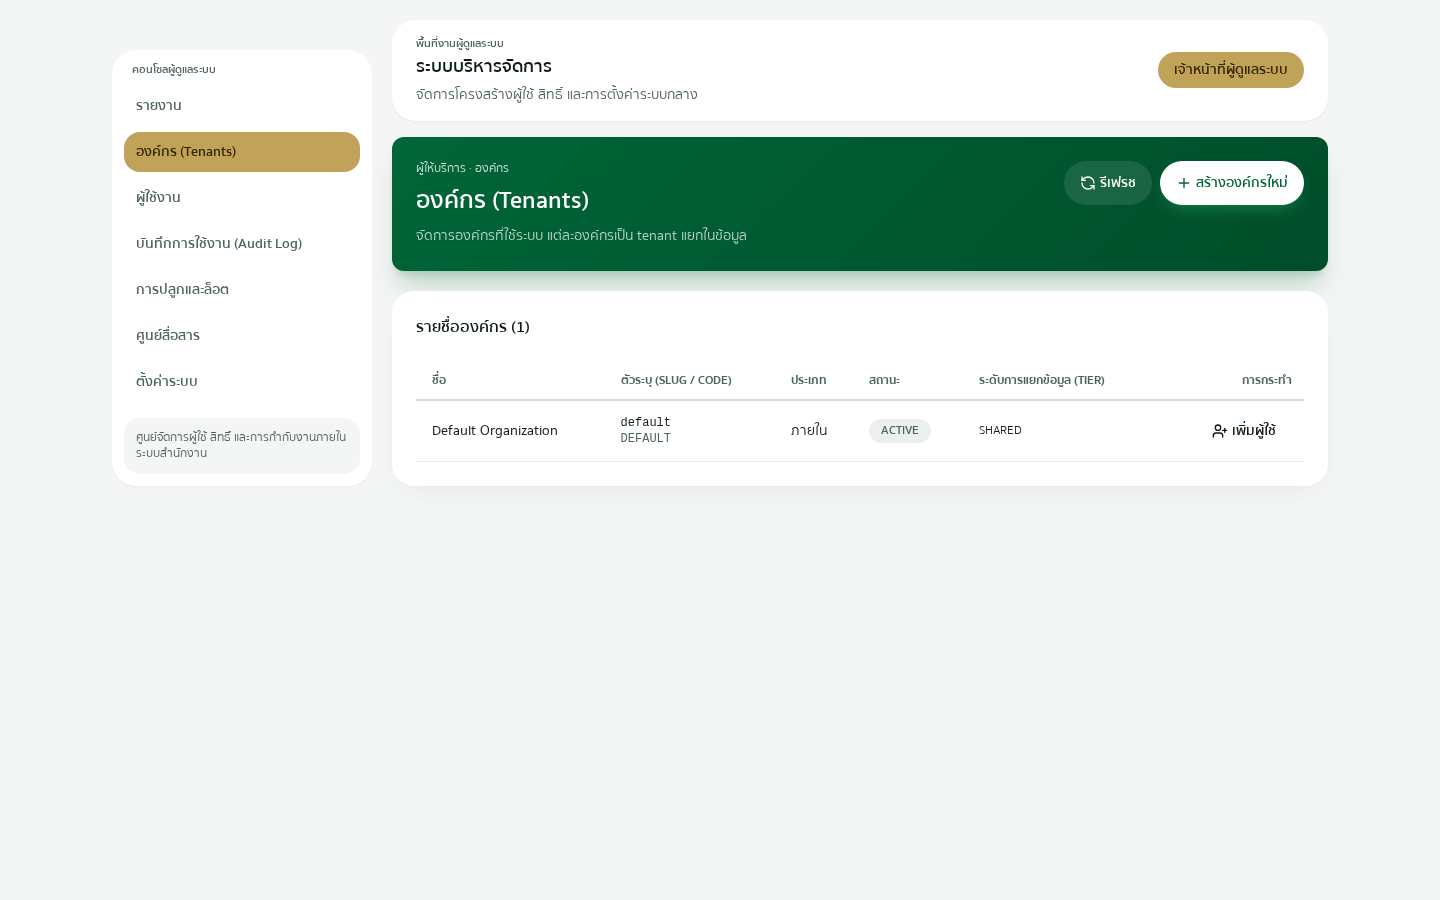 คอนโซลผู้ดูแลระบบ
รายงาน
องค์กร (Tenants)
ผู้ใช้งาน
บันทึกการใช้งาน (Audit Log)
การปลูกและล็อต
ศูนย์สื่อสาร
ตั้งค่าระบบ
ศูนย์จัดการผู้ใช้ สิทธิ์ และการกำกับงานภายใน
ระบบสำนักงาน
พื้นที่งานผู้ดูแลระบบ
ระบบบริหารจัดการ
จัดการโครงสร้างผู้ใช้ สิทธิ์ และการตั้งค่าระบบกลาง
เจ้าหน้าที่ผู้ดูแลระบบ
ผู้ให้บริการ · องค์กร
องค์กร (Tenants)
จัดการองค์กรที่ใช้ระบบ แต่ละองค์กรเป็น tenant แยกในข้อมูล
รีเฟรช
สร้างองค์กรใหม่
รายชื่อองค์กร (1)
ชื่อ ตัวระบุ (SLUG / CODE) ประเภท สถานะ ระดับการแยกข้อมูล (TIER) การกระทำ
Default Organization default DEFAULT ภายใน ACTIVE SHARED เพิ่มผู้ใช้